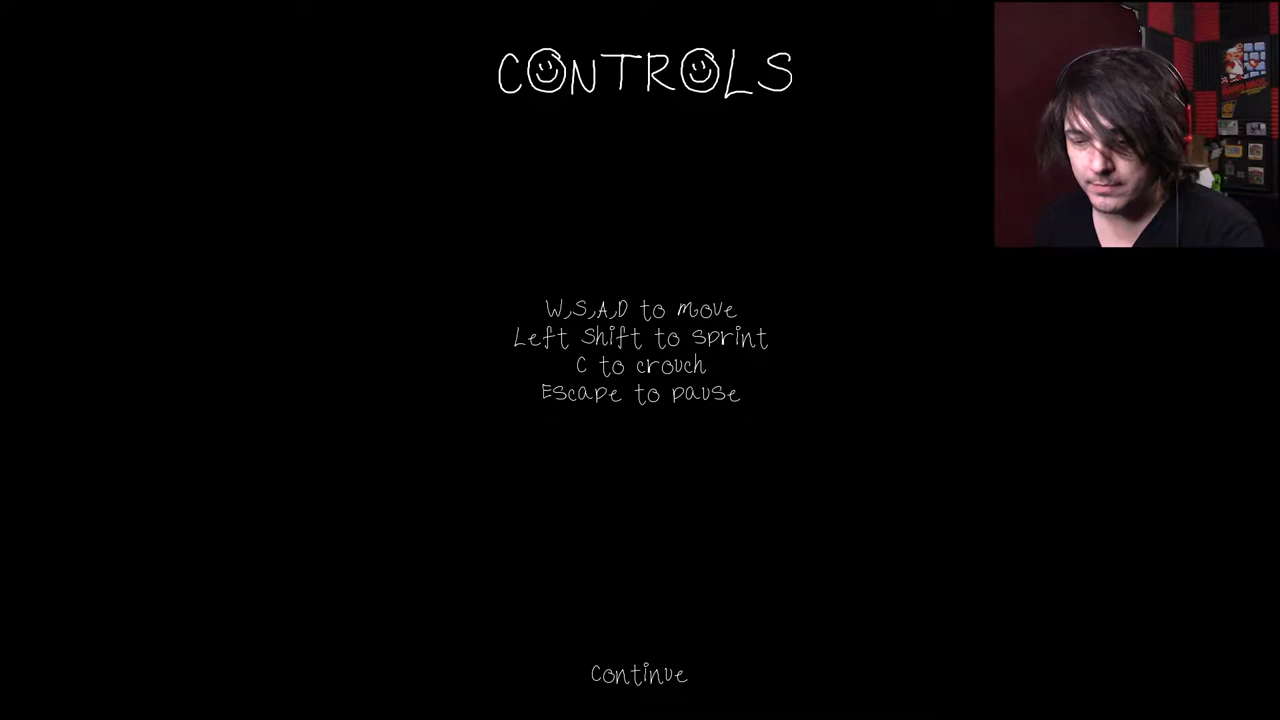 CONTROLS
W,S,A,D to move
Left Shift to sprint
C to crouch
Escape to pause
Continue